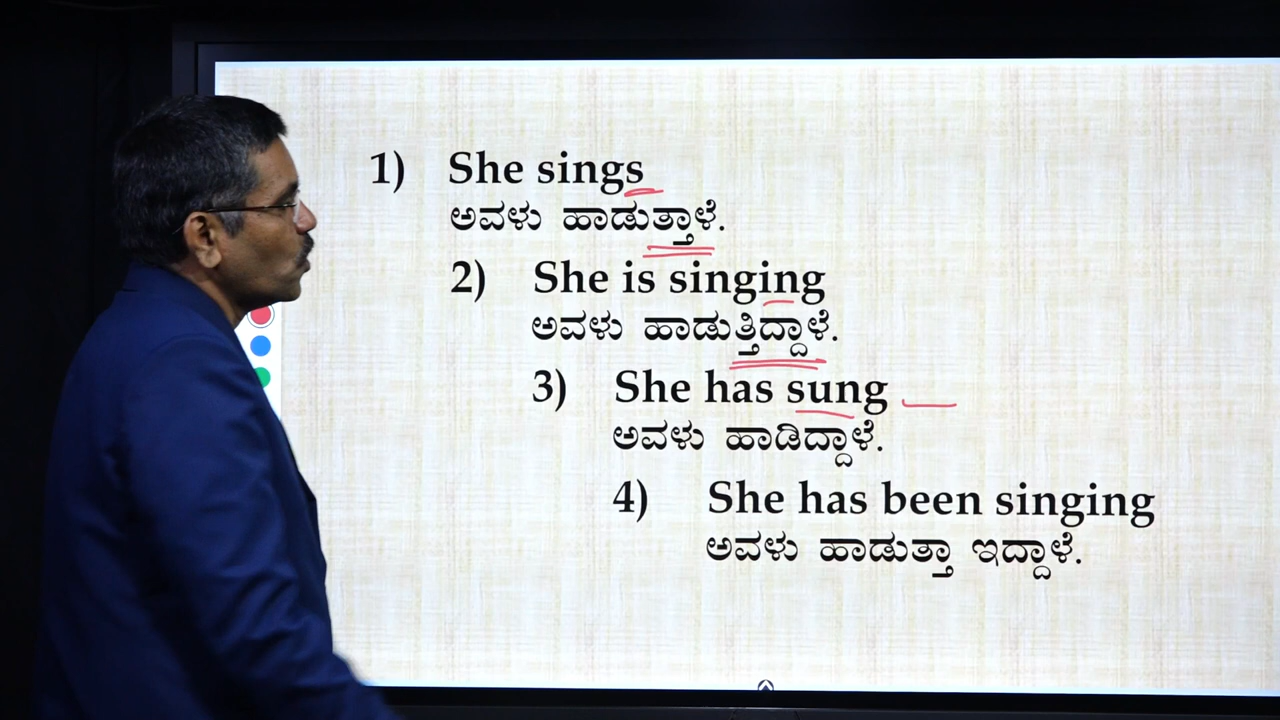 1) She sings
ಅವಳು ಹಾಡುತ್ತಾಳೆ.
2) She is singing
ಅವಳು ಹಾಡುತ್ತಿದ್ದಾಳೆ.
3) She has sung
ಅವಳು ಹಾಡಿದ್ದಾಳೆ.
4) She has been singing
ಅವಳು ಹಾಡುತ್ತಾ ಇದ್ದಾಳೆ.